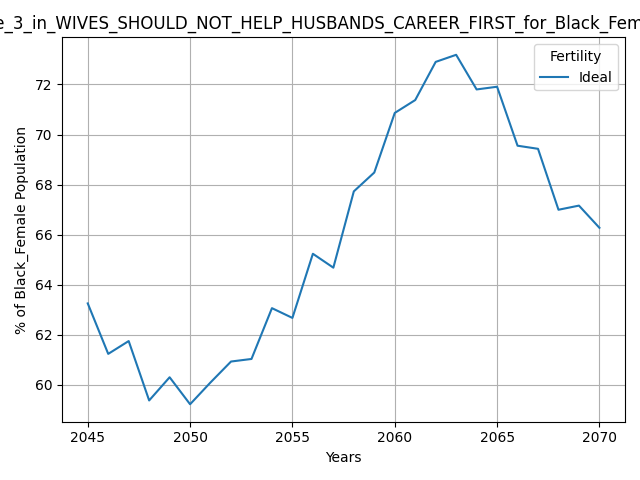 e_3_in_WIVES_SHOULD_NOT_HELP_HUSBANDS_CAREER_FIRST_for_Black_Fem
Fertility
Ideal
% of Black_Female Population
72
70
68
66
64
62
60
2045
2050
2055
2060
2065
2070
Years